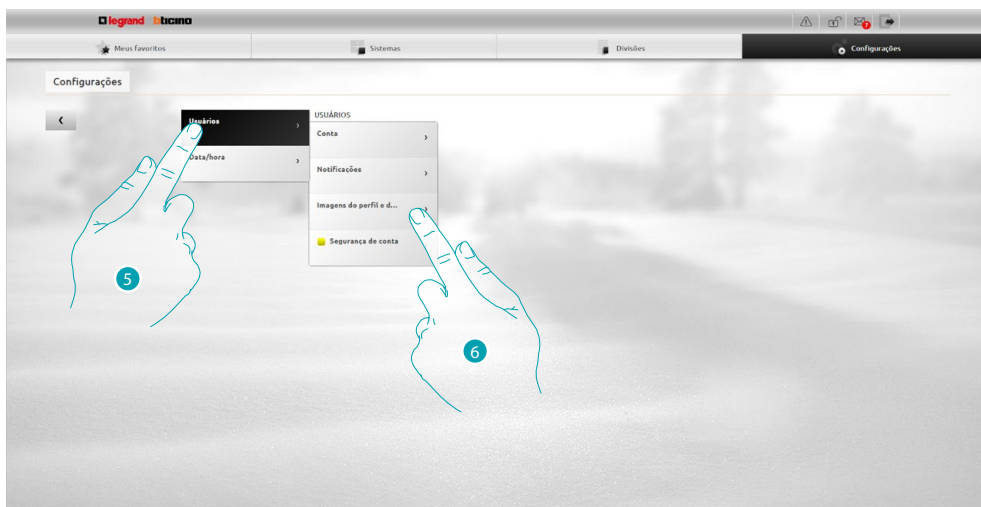 legrand bticino
7
Meus favoritos
Sistemas
Divisões
Configurações
Configurações
Usuários
Data/hora
USUÁRIOS
Conta
Notificações
Imagens do perfil e d...
Segurança de conta
5
6